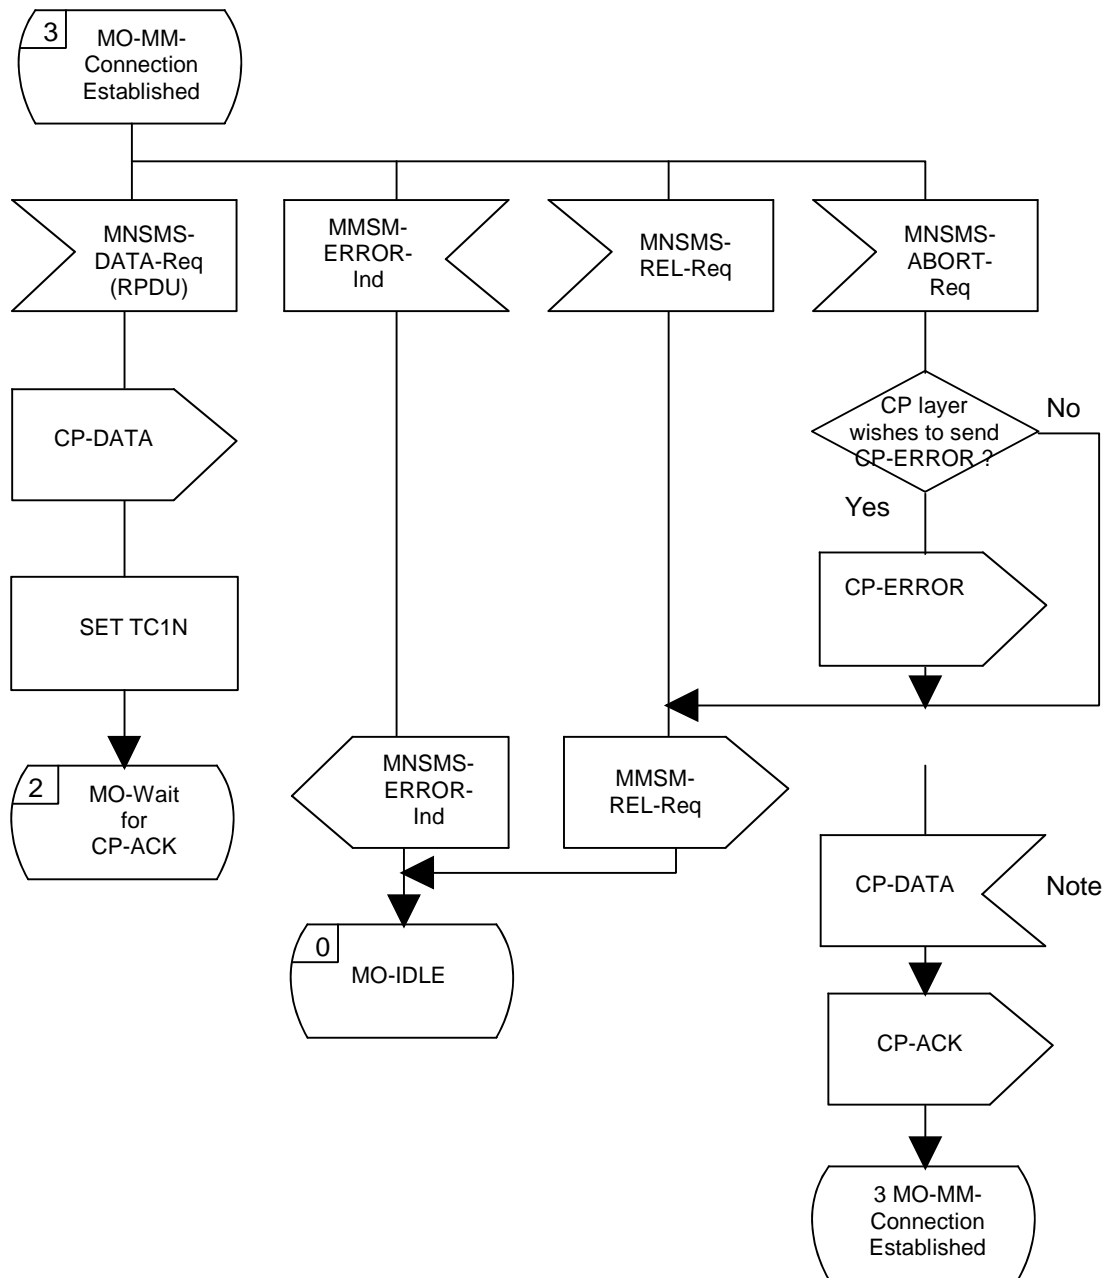 3
MO-MM-
Connection
Established
MNSMS-
DATA-Req
(RPDU)
MMSM-
ERROR-
Ind
MNSMS-
REL-Req
MNSMS-
ABORT-
Req
CP-DATA
CP layer
wishes to send
CP-ERROR ?
No
Yes
SET TC1N
CP-ERROR
2
MO-Wait
for
CP-ACK
MNSMS-
ERROR-
Ind
MMSM-
REL-Req
CP-DATA
Note
0
MO-IDLE
CP-ACK
3 MO-MM-
Connection
Established